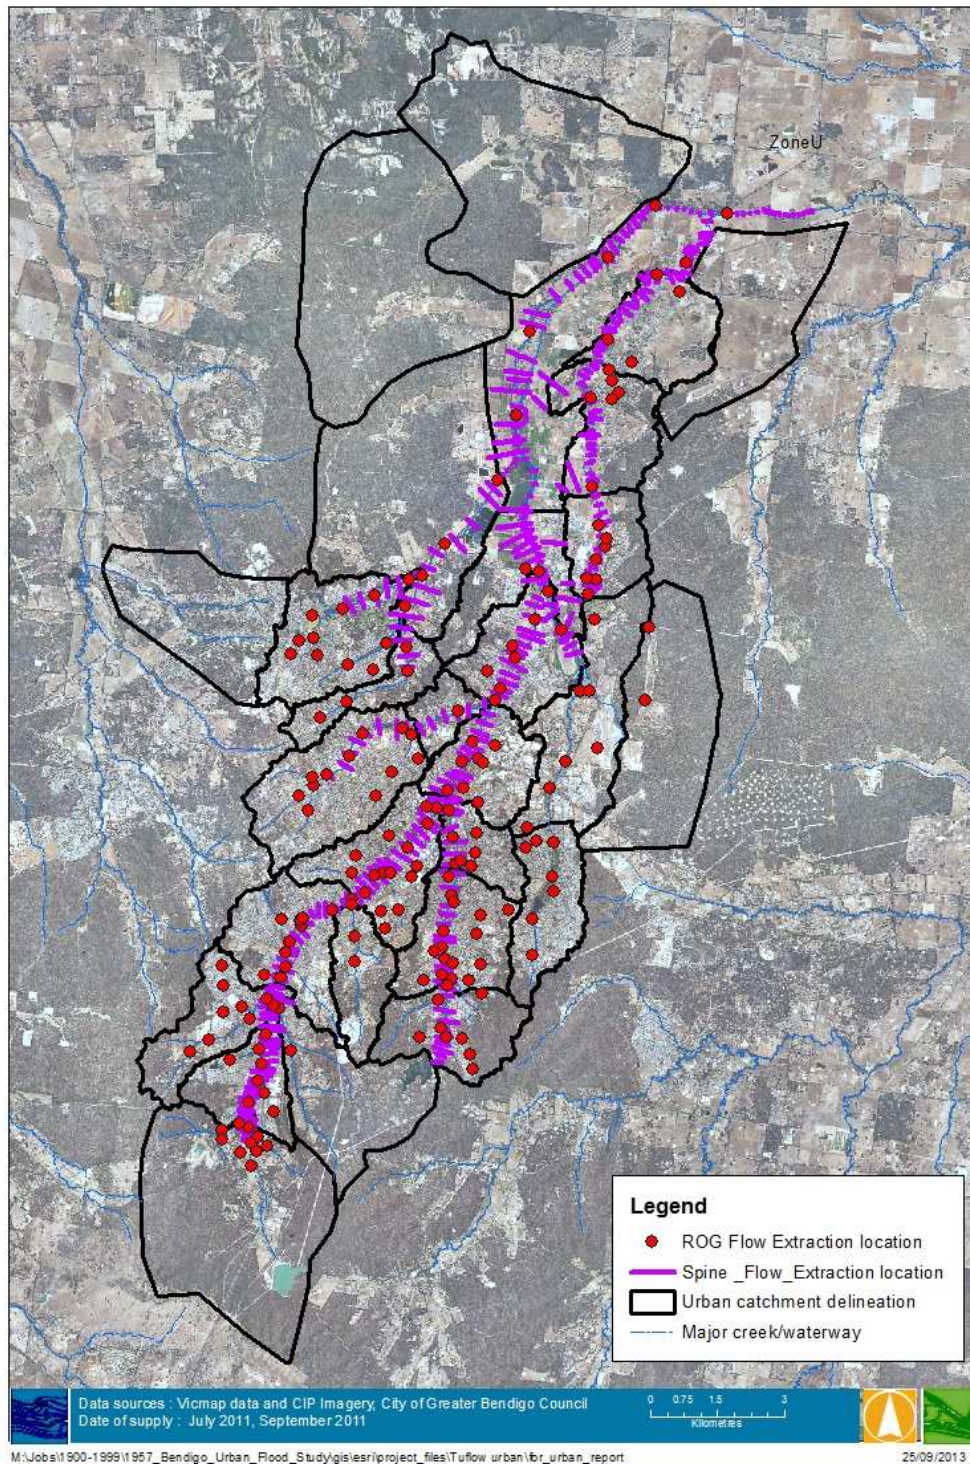 ZoneU
Legend
ROG Flow Extraction location
Spine _Flow_Extraction location
Urban catchment delineation
Major creek/waterway
Data sources : Vicmap data and CIP Imagery, City of Greater Bendigo Council
Date of supply : July 2011, September 2011
0 0.75 1.5 3
Kilometres
M:\Jobs\1900-1999\1957_Bendigo_Urban_Flood_Study\gis\esri\project_files\Tuflow urban\for_urban_report
25/09/2013